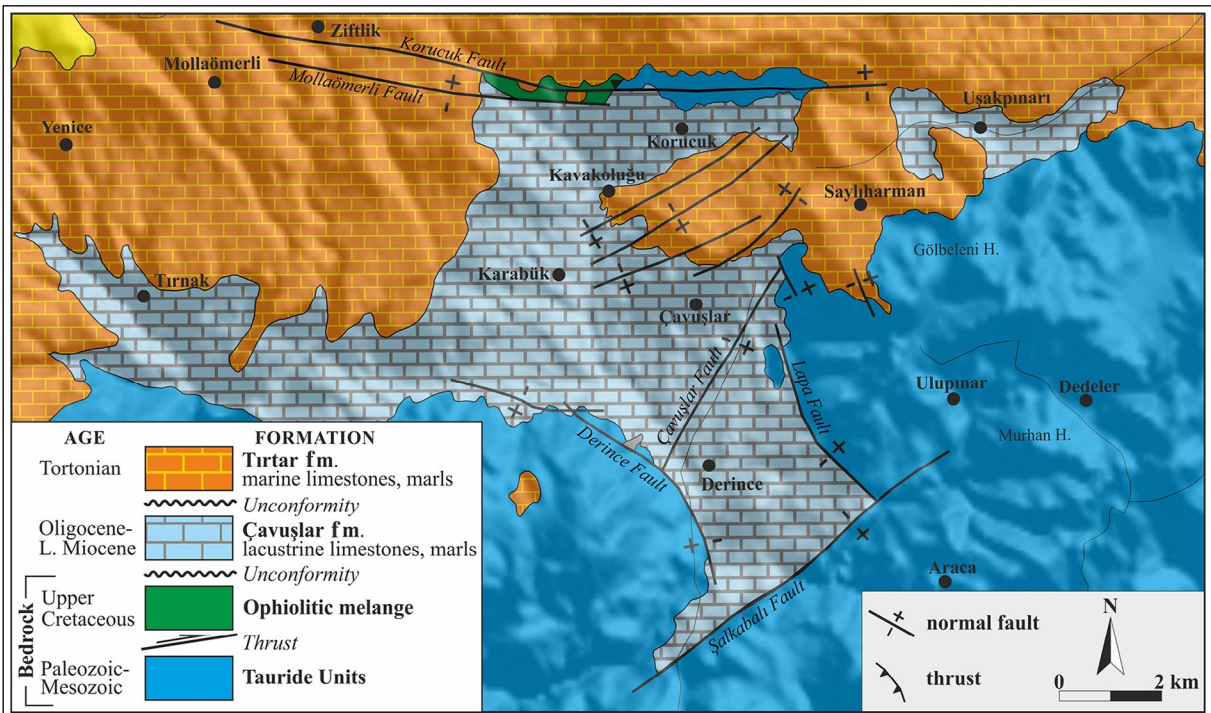 Ziftlik
Korucuk Fault
Mollaömerli
Mollaömerli Fault
Uşakpınarı
Yenice
Korucuk
Kavakoluğu
Saylıharman
Gölbeleni H.
Karabük
Tırnak
Çavuşlar
Çavuşlar Fault
Lapa Fault
Ulupınar
Dedeler
Murhan H.
Derince Fault
Derince
Araca
Şalkabalı Fault
AGE FORMATION
Tortonian Tırtar fm.
marine limestones, marls
Unconformity
Oligocene- Çavuşlar fm.
L. Miocene lacustrine limestones, marls
Unconformity
Bedrock
Upper
Cretaceous Ophiolitic melange
Thrust
Paleozoic-
Mesozoic Tauride Units
normal fault
thrust
N
0 2 km